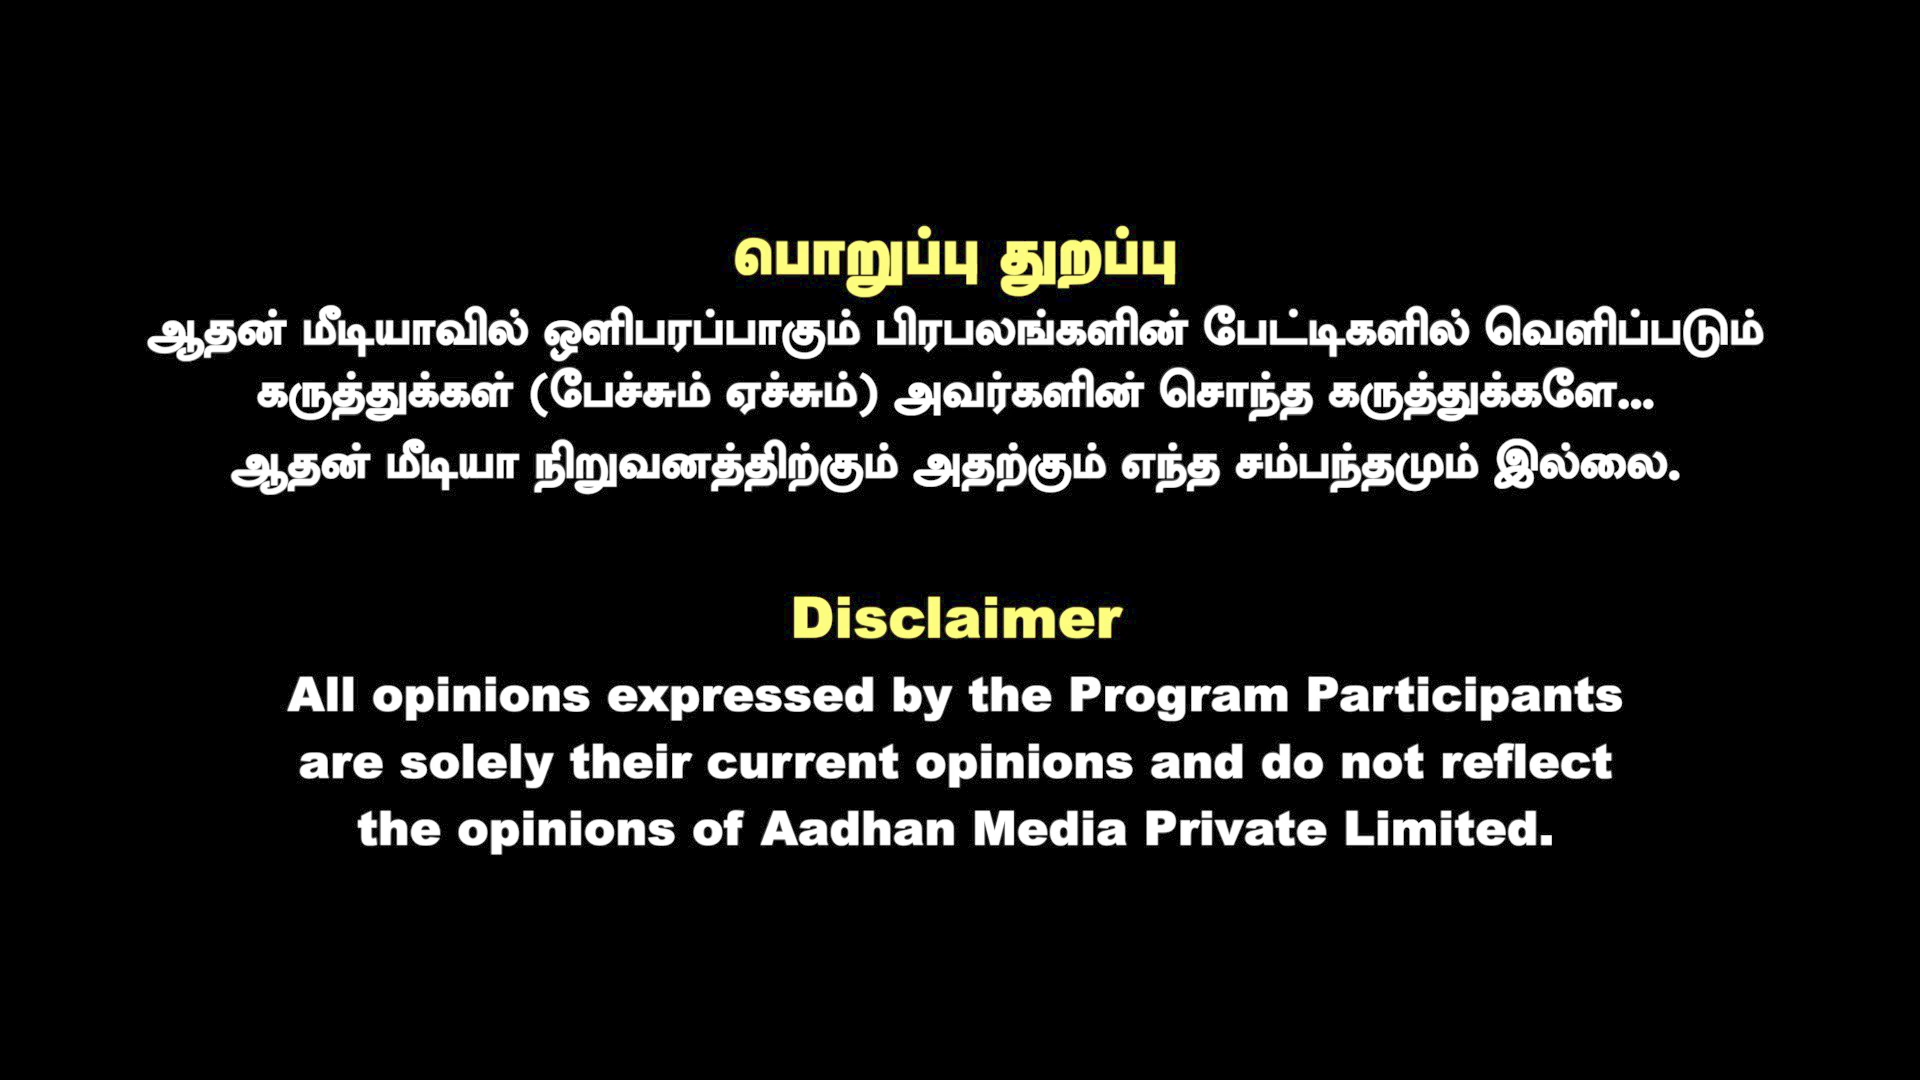 பொறுப்பு துறப்பு
ஆதன் மீடியாவில் ஒளிபரப்பாகும் பிரபலங்களின் பேட்டிகளில் வெளிப்படும்
கருத்துக்கள் (பேச்சும் ஏச்சும்) அவர்களின் சொந்த கருத்துக்களே...
ஆதன் மீடியா நிறுவனத்திற்கும் அதற்கும் எந்த சம்பந்தமும் இல்லை.
Disclaimer
All opinions expressed by the Program Participants
are solely their current opinions and do not reflect
the opinions of Aadhan Media Private Limited.